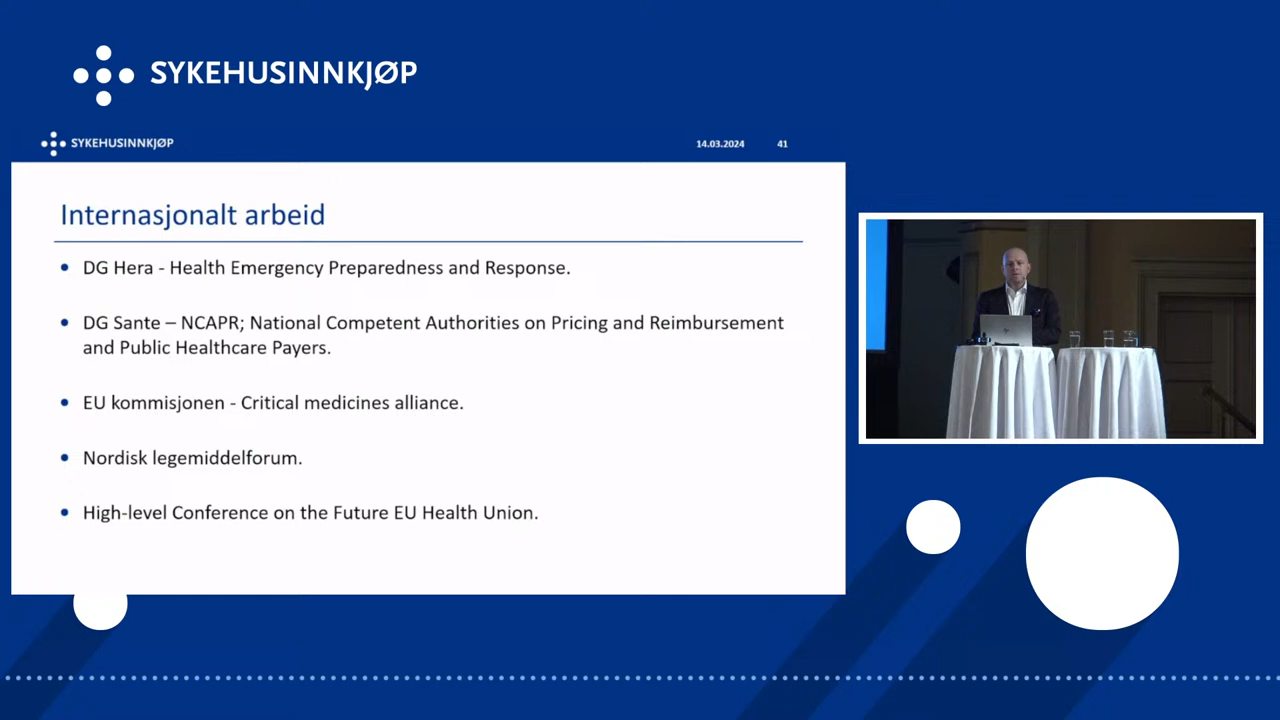 SYKEHUSINNKJØP
SYKEHUSINNKJØP
14.03.2024 41
Internasjonalt arbeid
• DG Hera - Health Emergency Preparedness and Response.
• DG Sante – NCAPR; National Competent Authorities on Pricing and Reimbursement
and Public Healthcare Payers.
• EU kommisjonen - Critical medicines alliance.
• Nordisk legemiddelforum.
• High-level Conference on the Future EU Health Union.